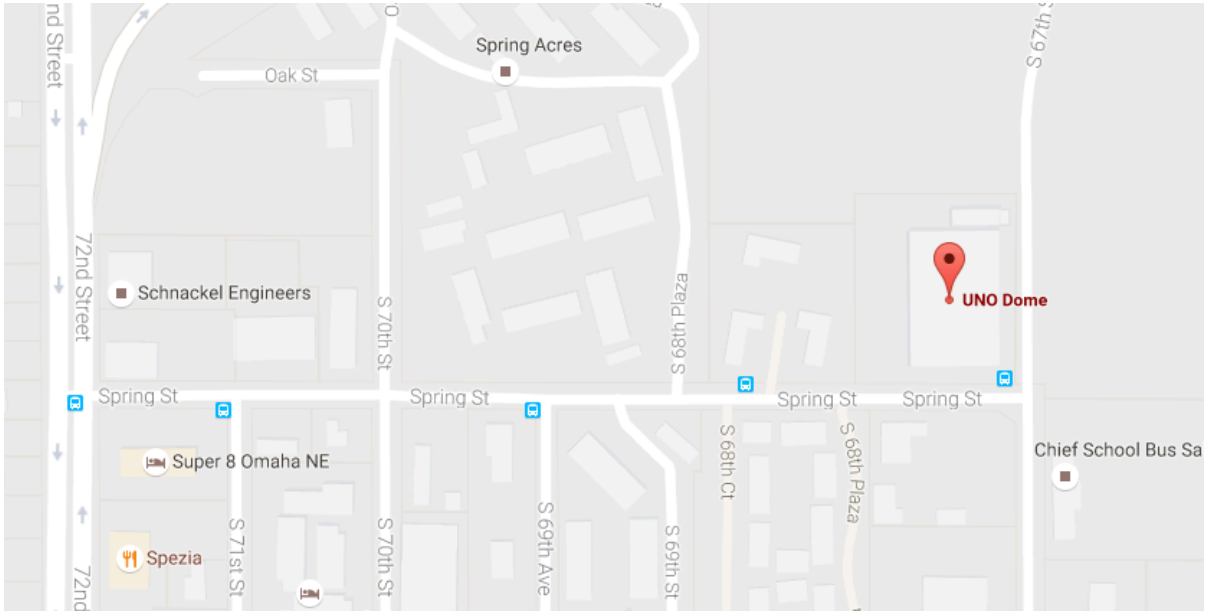 nd Street
O
Spring Acres
Oak St
S 67th S
72nd Street
Schnackel Engineers
S 70th St
S 68th Plaza
UNO Dome
Spring St
Spring St
Spring St
Spring St
Super 8 Omaha NE
S 68th Ct
S 68th Plaza
Chief School Bus Sa
Spezia
72nd
S 71st St
S 70th St
S 69th Ave
S 69th St